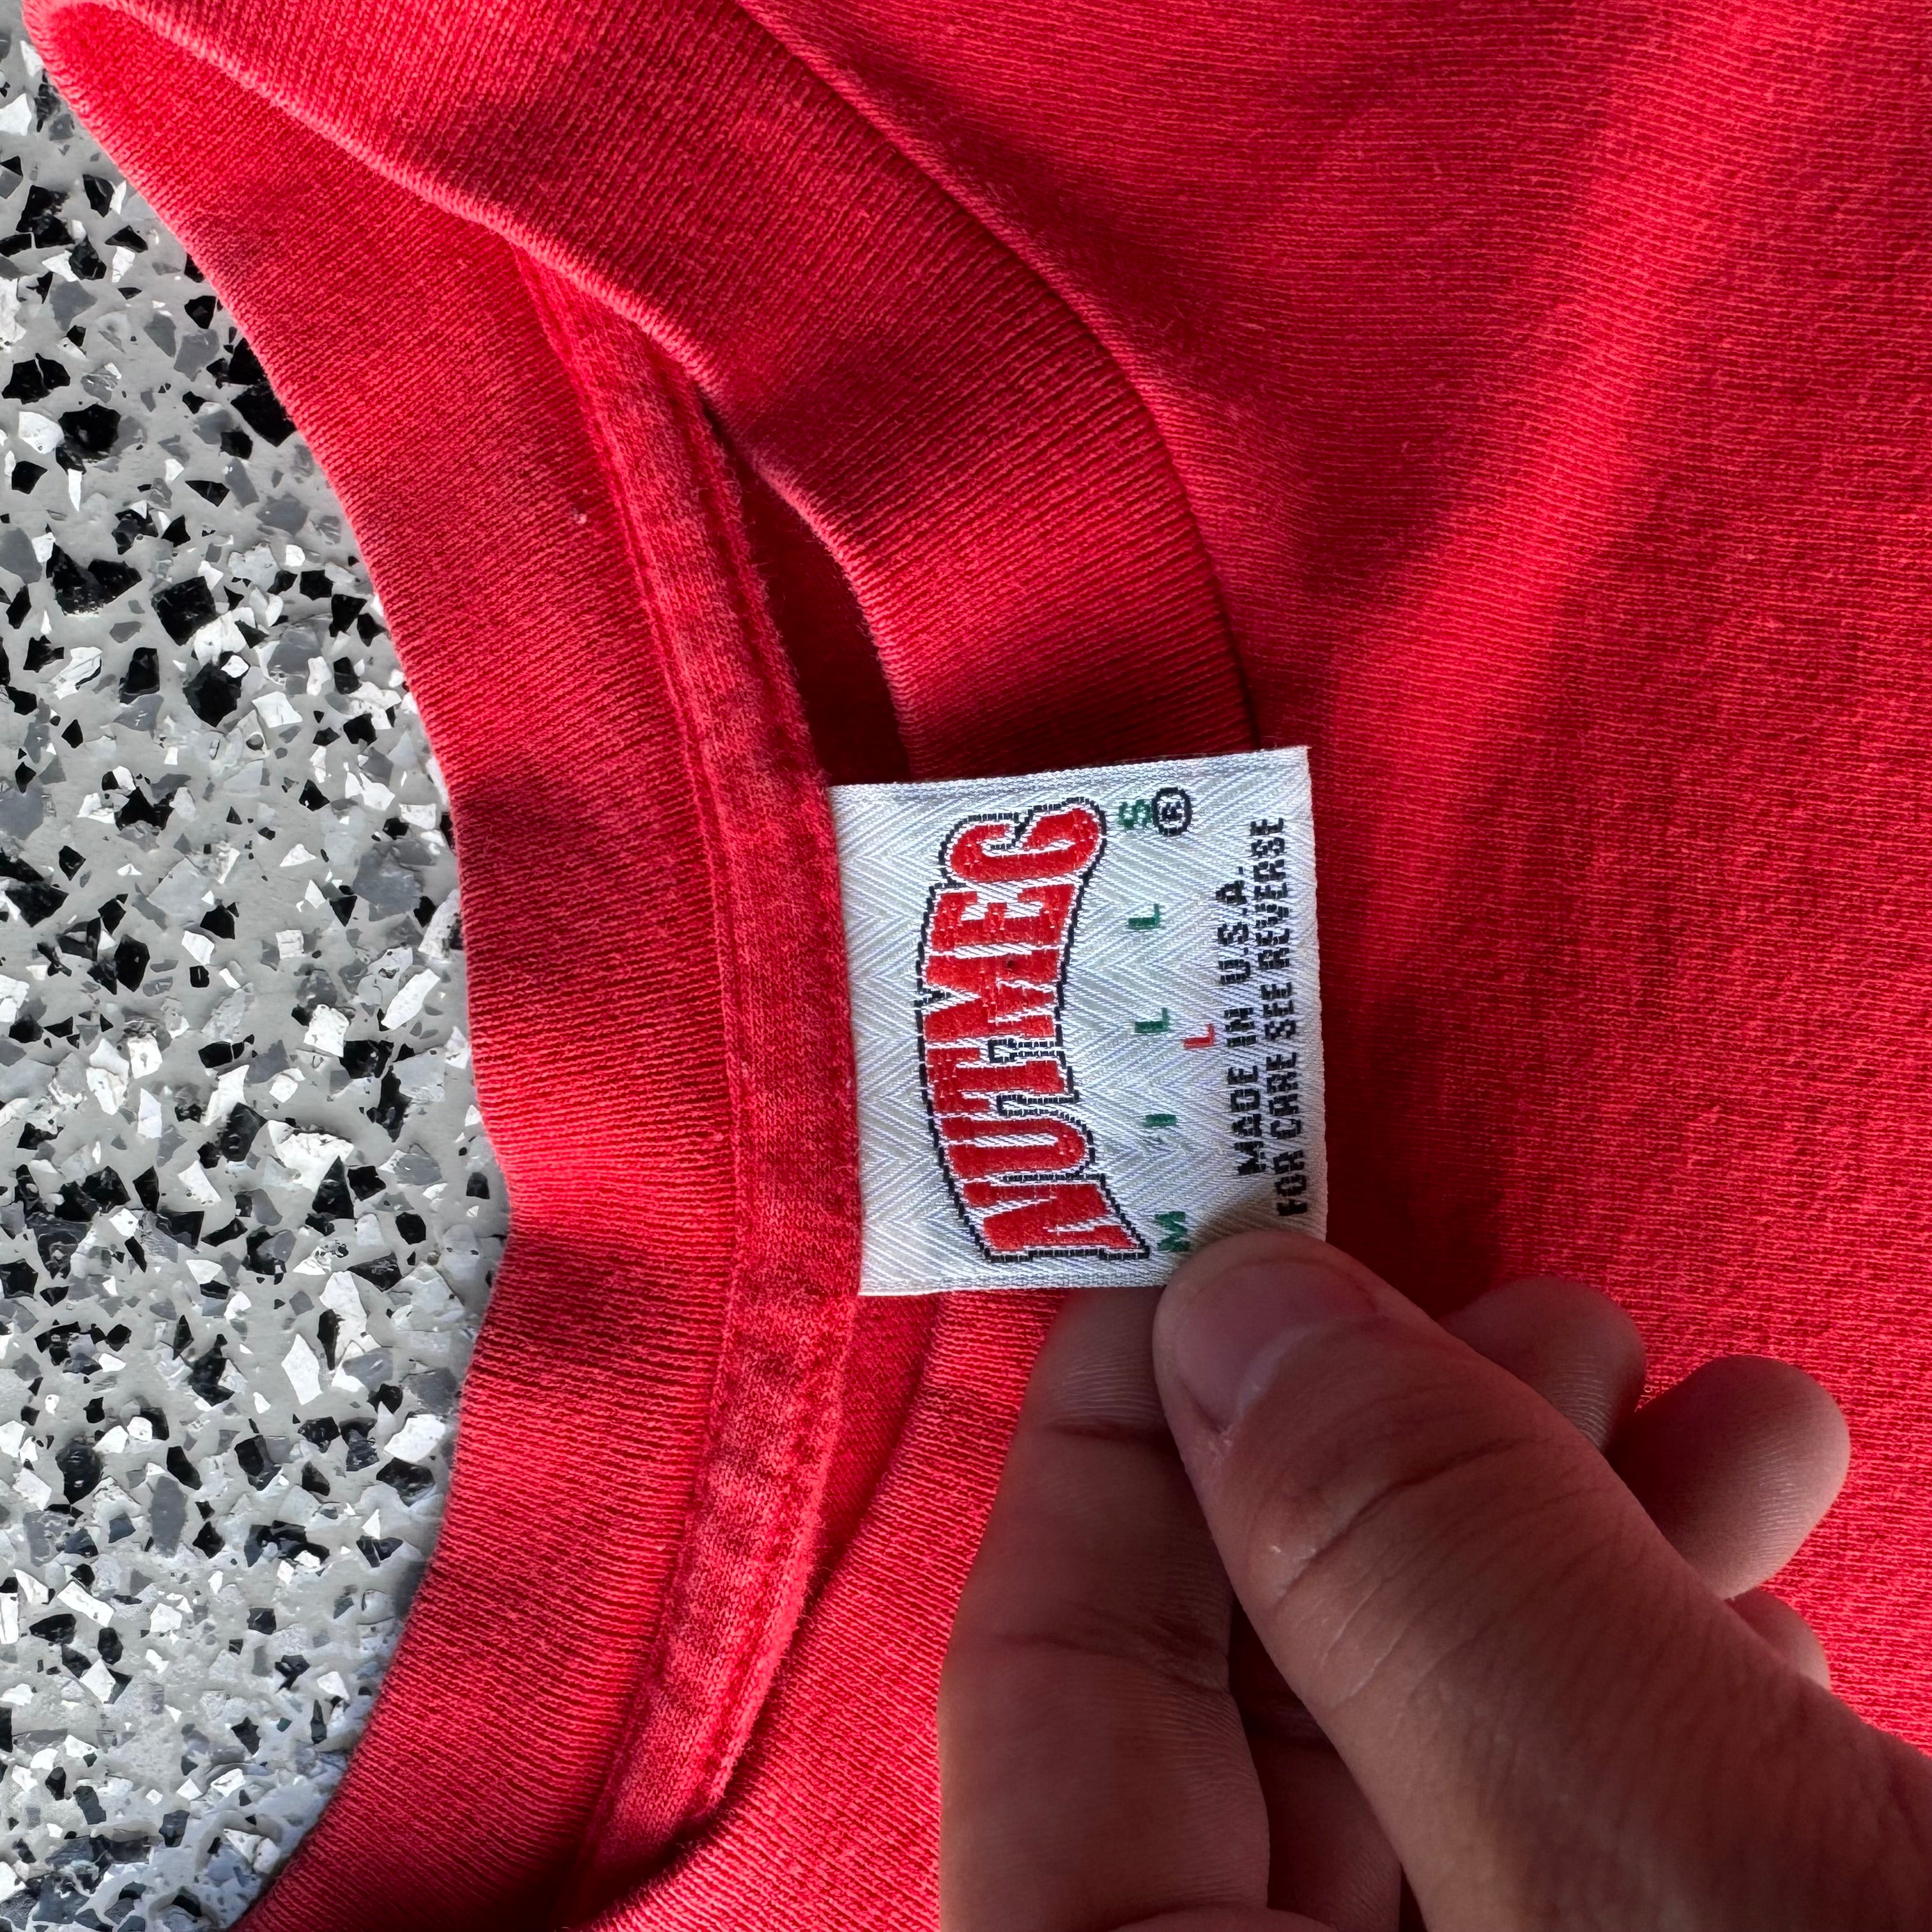 NUTMEG
MILLS®
L
MADE IN U.S.A.
FOR CARE SEE REVERSE